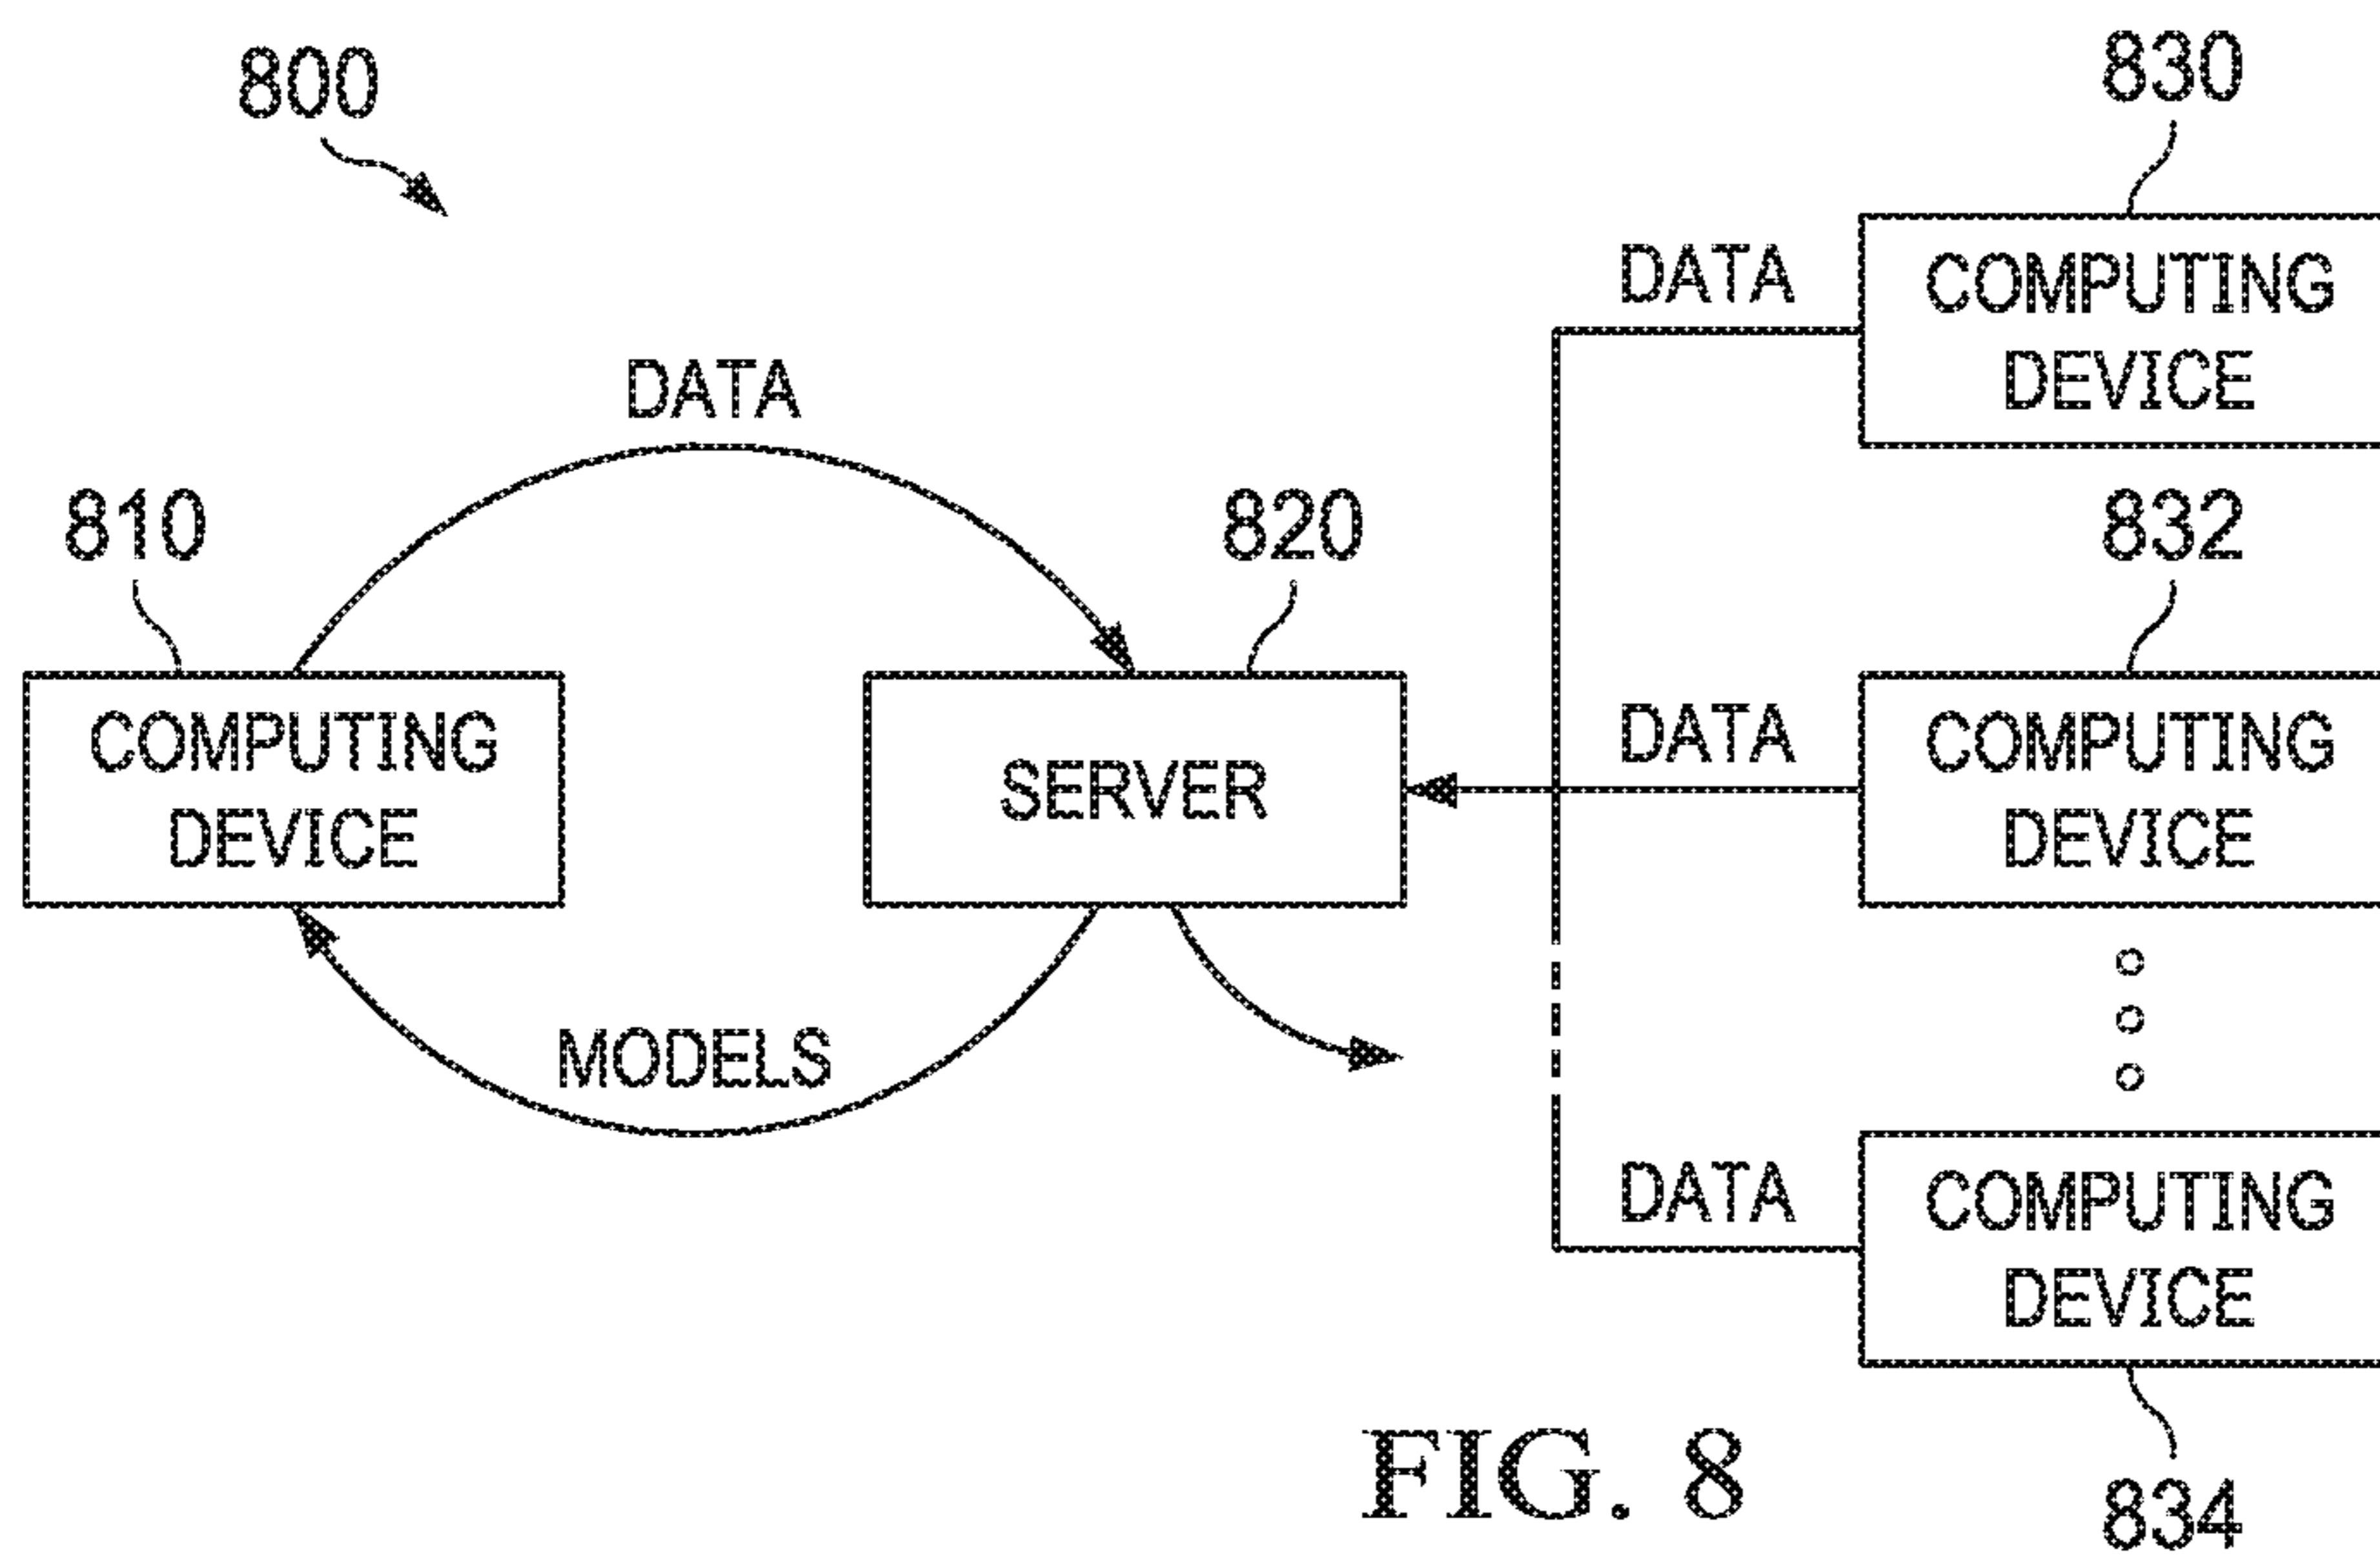 800
830
DATA
COMPUTING
DEVICE
DATA
810
820
832
COMPUTING
DEVICE
SERVER
DATA
COMPUTING
DEVICE
MODELS
DATA
COMPUTING
DEVICE
FIG. 8
834